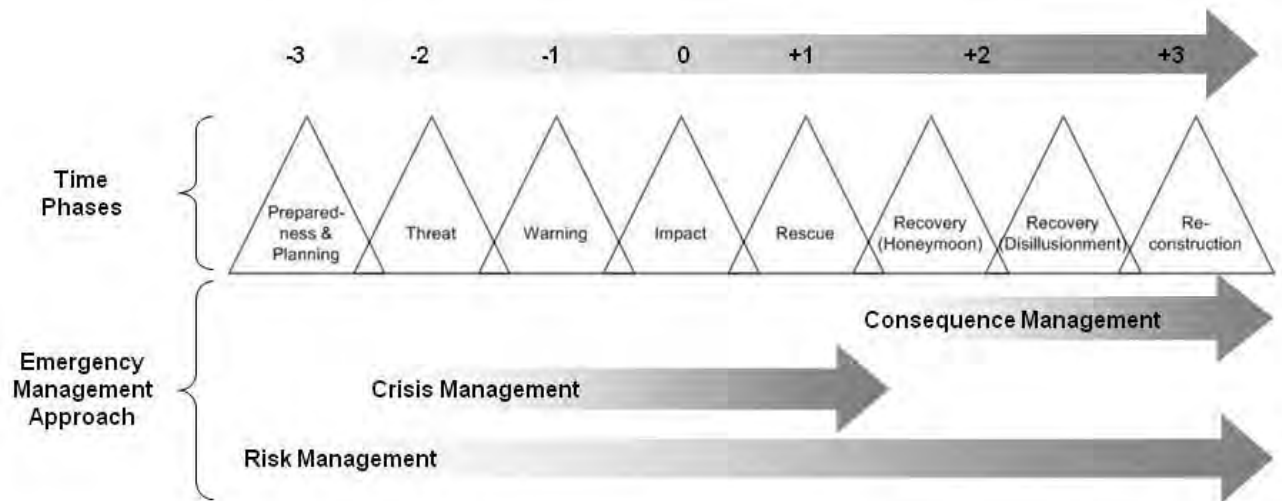 -3 -2 -1 0 +1 +2 +3
Time
Phases
Prepared-
ness &
Planning
Threat
Warning
Impact
Rescue
Recovery
(Honeymoon)
Recovery
(Disillusionment)
Re-
construction
Emergency
Management
Approach
Consequence Management
Crisis Management
Risk Management